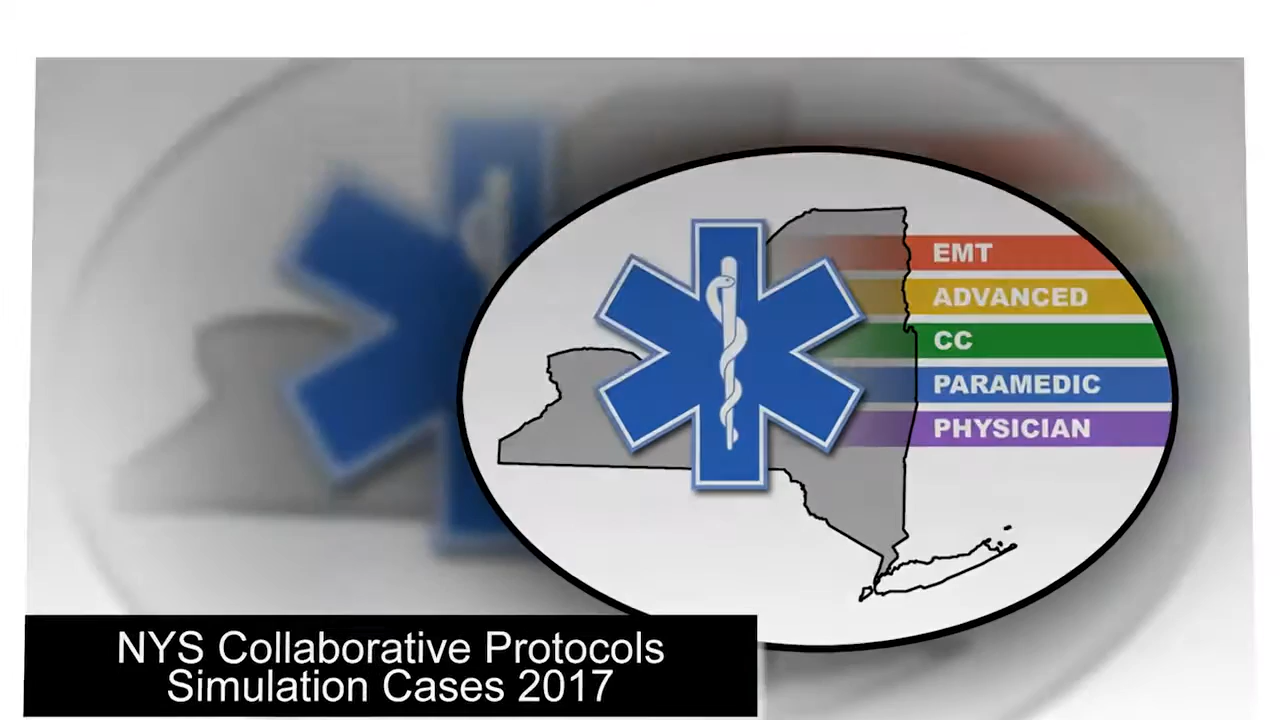 EMT
ADVANCED
CC
PARAMEDIC
PHYSICIAN
NYS Collaborative Protocols
Simulation Cases 2017